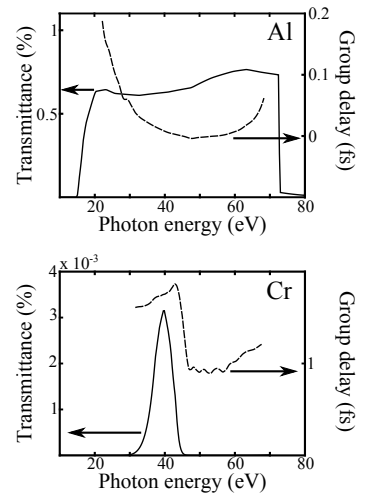 Al
Transmittance (%)
1
0.5
0.2
0.1
0
Group delay (fs)
20 40 60 80
Photon energy (eV)
Cr
x 10-3
Transmittance (%)
4
3
2
1
1
Group delay (fs)
20 40 60 80
Photon energy (eV)